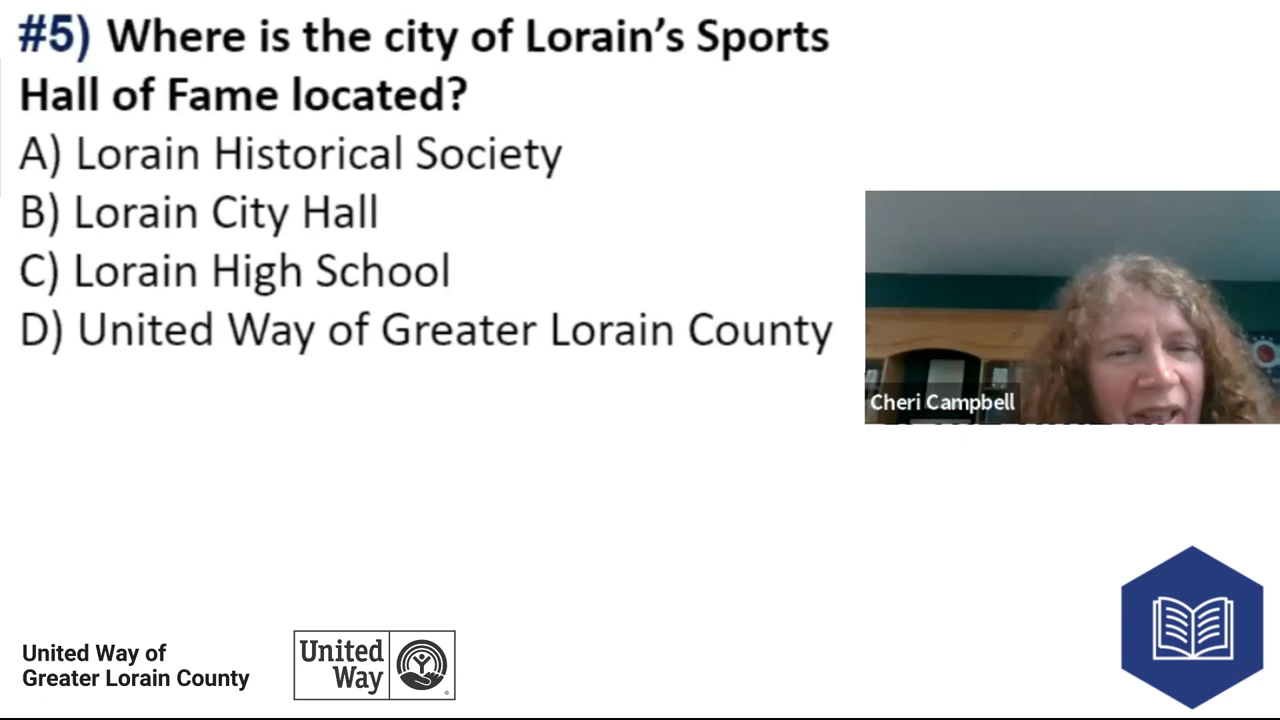 #5) Where is the city of Lorain’s Sports
Hall of Fame located?
A) Lorain Historical Society
B) Lorain City Hall
C) Lorain High School
D) United Way of Greater Lorain County
Cheri Campbell
United Way of
Greater Lorain County
United
Way